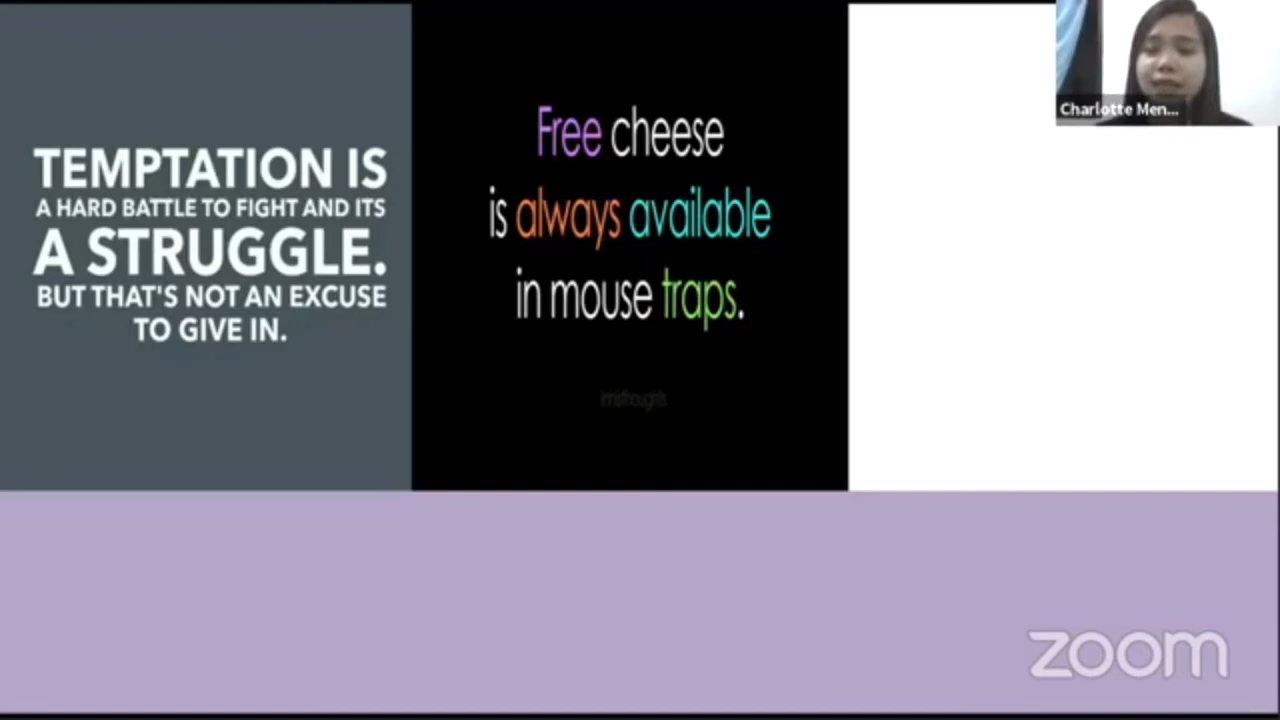 TEMPTATION IS
A HARD BATTLE TO FIGHT AND ITS
A STRUGGLE.
BUT THAT'S NOT AN EXCUSE
TO GIVE IN.
Free cheese
is always available
in mouse traps.
Charlotte Men...
zoom